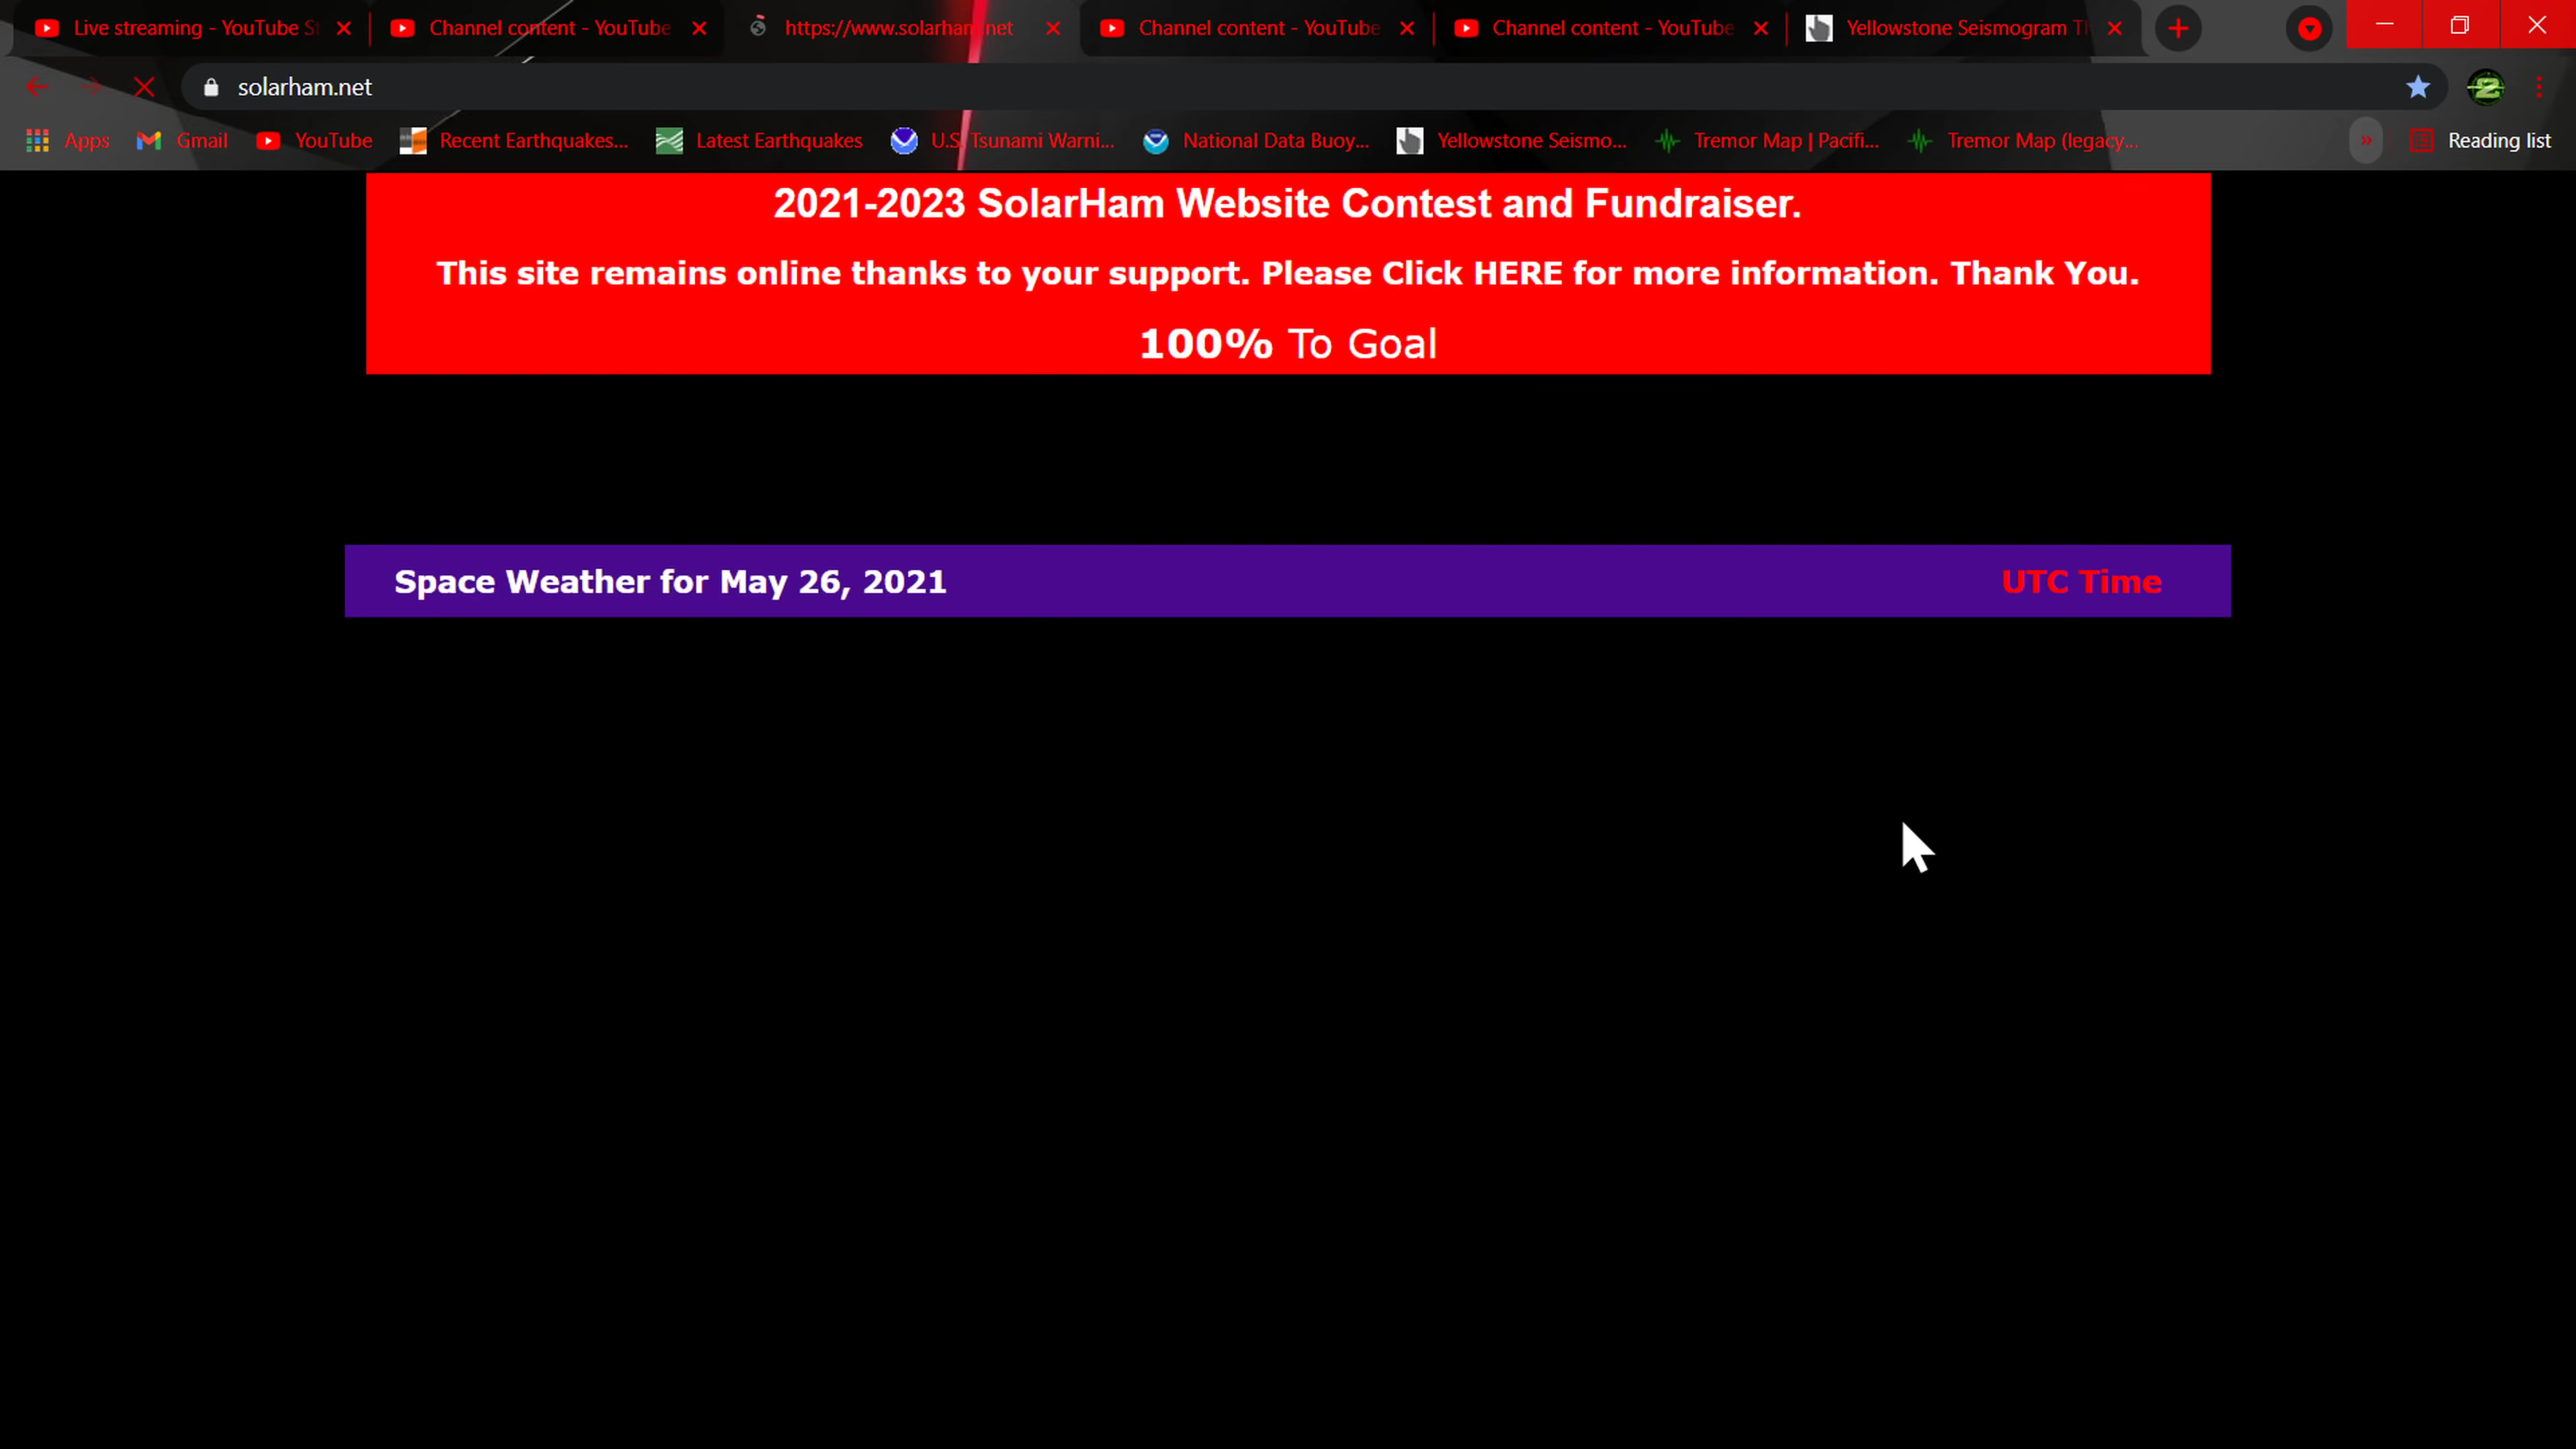 Live streaming - YouTube St
Channel content - YouTube
https://www.solarham.net
Channel content - YouTube
Channel content - YouTube
Yellowstone Seismogram Th
solarham.net
Apps
Gmail
YouTube
Recent Earthquakes...
Latest Earthquakes
U.S. Tsunami Warni...
National Data Buoy...
Yellowstone Seismo...
Tremor Map | Pacifi...
Tremor Map (legacy...
»
Reading list
2021-2023 SolarHam Website Contest and Fundraiser.
This site remains online thanks to your support. Please Click HERE for more information. Thank You.
100% To Goal
Space Weather for May 26, 2021
UTC Time